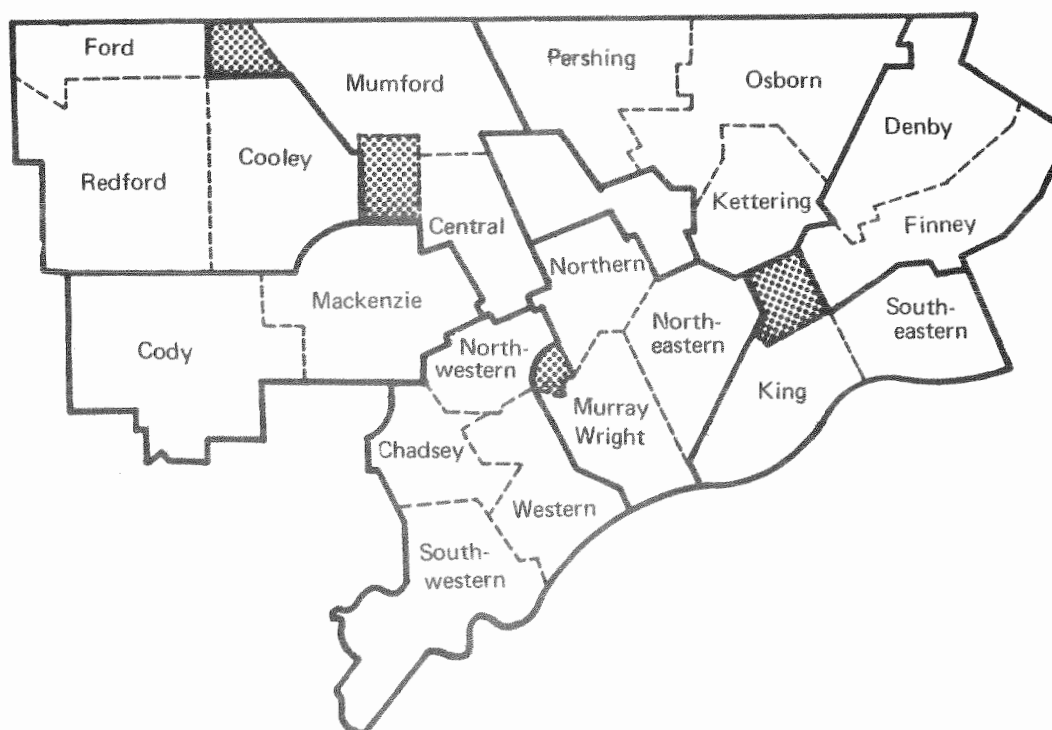 Ford
Pershing
Mumford
Osborn
Denby
Cooley
Redford
Kettering
Finney
Central
Northern
Mackenzie
South-
eastern
North-
eastern
Cody
North-
western
King
Murray
Wright
Chadsey
Western
South-
western